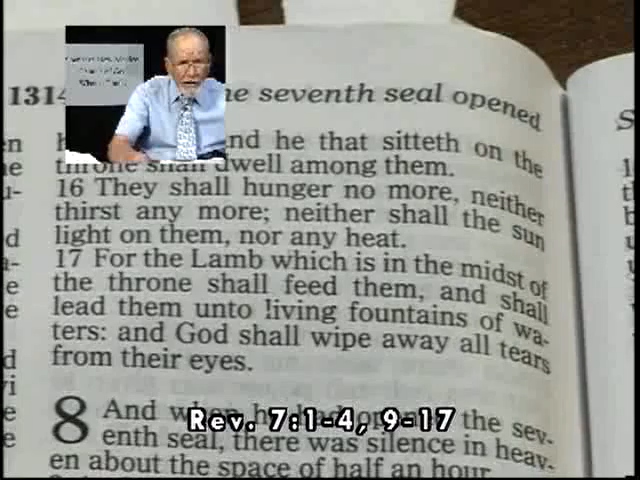 1314
he seventh seal opened
nd he that sitteth on the
throne shall dwell among them.
16 They shall hunger no more, neither
thirst any more; neither shall the sun
light on them, nor any heat.
17 For the Lamb which is in the midst of
the throne shall feed them, and shall
lead them unto living fountains of wa-
ters: and God shall wipe away all tears
from their eyes.
8 And when he had opened the sev-
enth seal, there was silence in heav-
en about the space of half an hour.
Rev. 7:1-4, 9-17